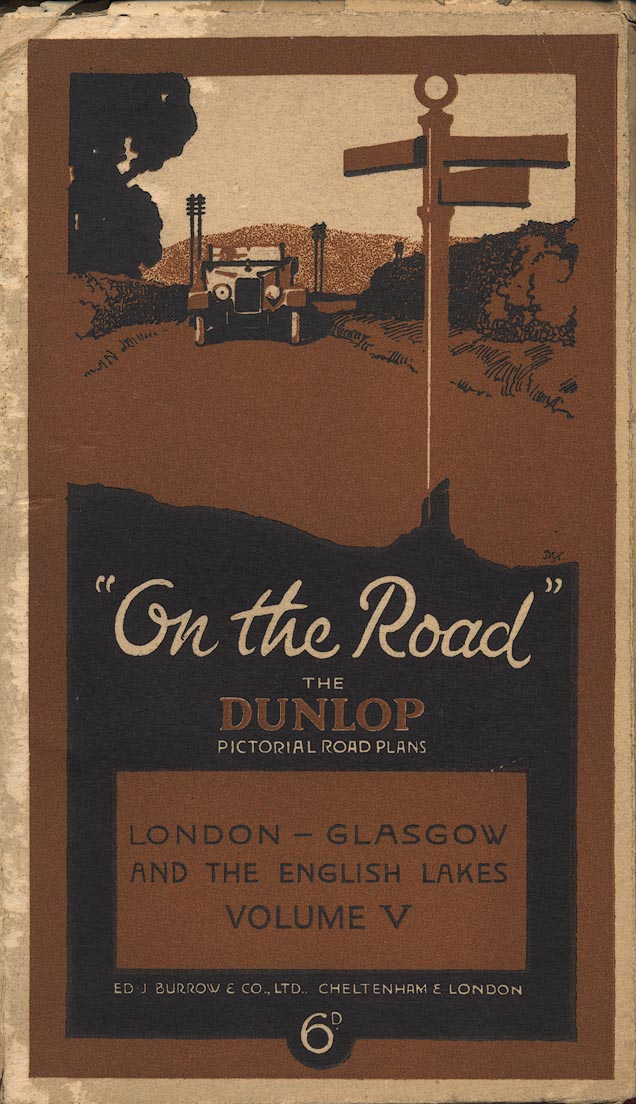 "On the Road"
THE
DUNLOP
PICTORIAL ROAD PLANS
LONDON – GLASGOW
AND THE ENGLISH LAKES
VOLUME V
ED. J BURROW & CO., LTD.. CHELTENHAM & LONDON
6D